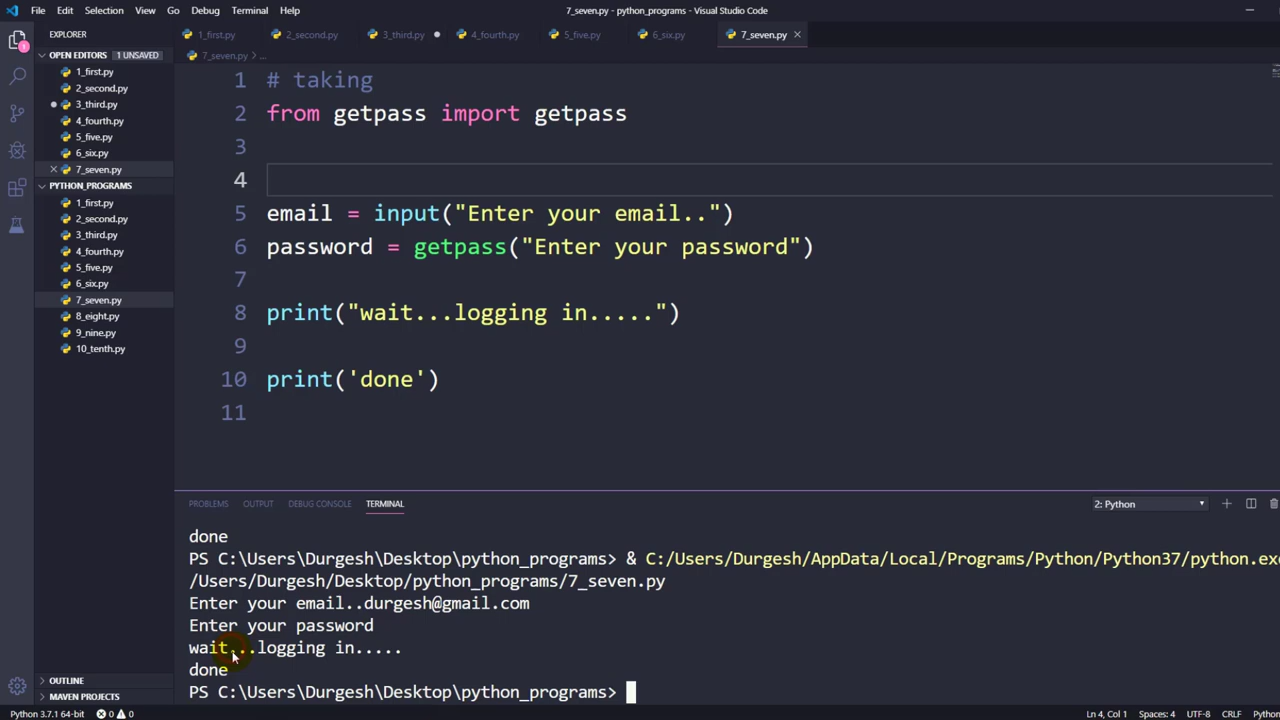 File Edit Selection View Go Debug Terminal Help
7_seven.py - python_programs - Visual Studio Code
EXPLORER
1_first.py 2_second.py 3_third.py 4_fourth.py 5_five.py 6_six.py 7_seven.py
OPEN EDITORS 1 UNSAVED
1_first.py
2_second.py
3_third.py
4_fourth.py
5_five.py
6_six.py
7_seven.py
PYTHON_PROGRAMS
1_first.py
2_second.py
3_third.py
4_fourth.py
5_five.py
6_six.py
7_seven.py
8_eight.py
9_nine.py
10_tenth.py
OUTLINE
MAVEN PROJECTS
7_seven.py > ...
1 # taking
2 from getpass import getpass
3
4
5 email = input("Enter your email..")
6 password = getpass("Enter your password")
7
8 print("wait...logging in.....")
9
10 print('done')
11
PROBLEMS OUTPUT DEBUG CONSOLE TERMINAL
2: Python
done
PS C:\Users\Durgesh\Desktop\python_programs> & C:/Users/Durgesh/AppData/Local/Programs/Python/Python37/python.exe
/Users/Durgesh/Desktop/python_programs/7_seven.py
Enter your email..durgesh@gmail.com
Enter your password
wait...logging in.....
done
PS C:\Users\Durgesh\Desktop\python_programs>
Python 3.7.1 64-bit 0 0
Ln 4, Col 1 Spaces: 4 UTF-8 CRLF Python